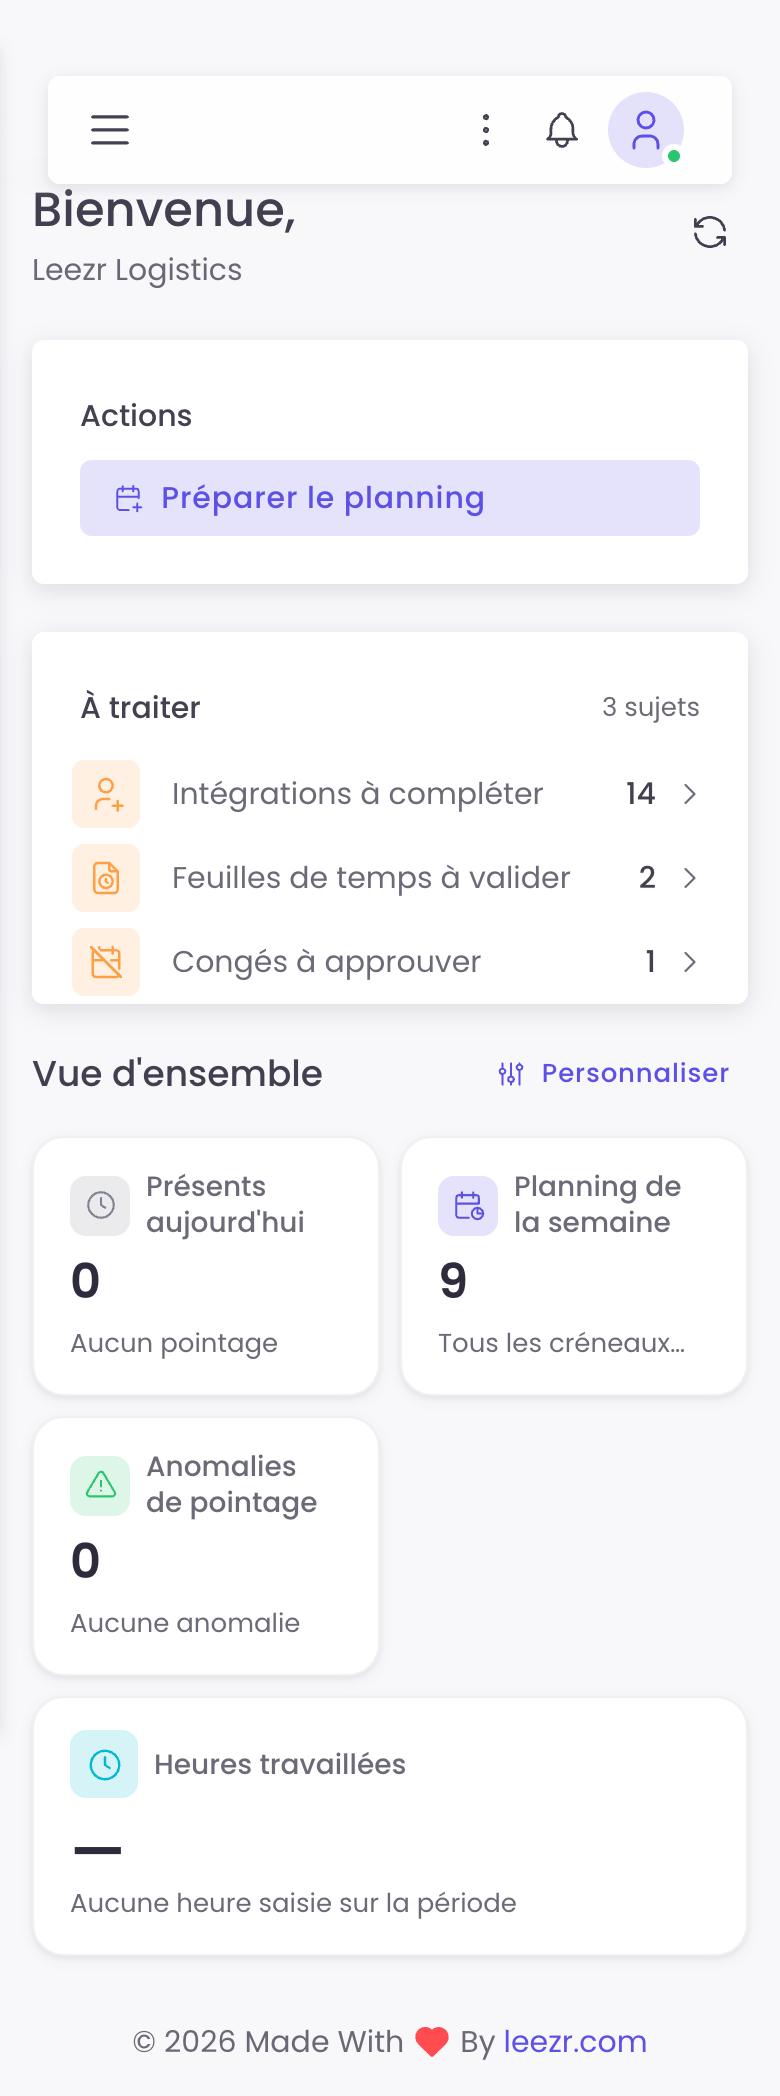 Bienvenue,
Leezr Logistics
Actions
Préparer le planning
À traiter
3 sujets
Intégrations à compléter 14
Feuilles de temps à valider 2
Congés à approuver 1
Vue d'ensemble
Personnaliser
Présents
aujourd'hui
0
Aucun pointage
Planning de
la semaine
9
Tous les créneaux...
Anomalies
de pointage
0
Aucune anomalie
Heures travaillées
—
Aucune heure saisie sur la période
© 2026 Made With ❤ By leezr.com